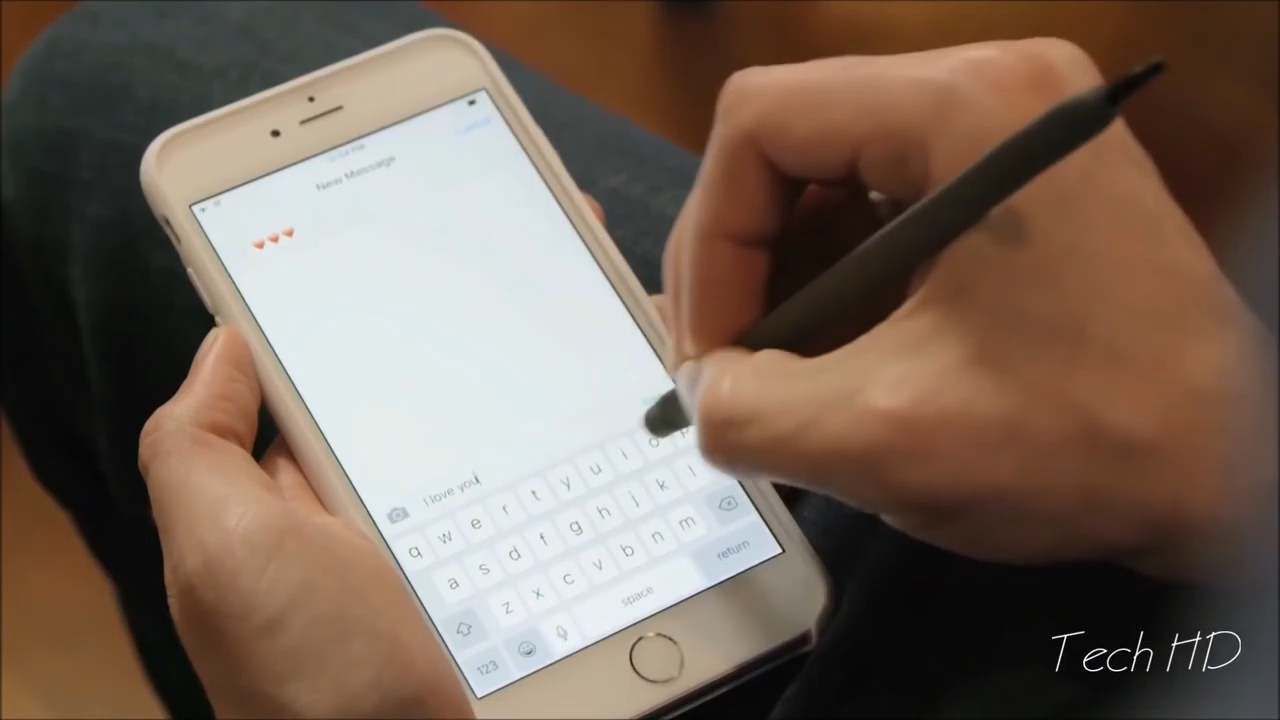 New Message
I love you
q w e r t y u i o p
a s d f g h j k l
z x c v b n m
123
space
return
Tech HD